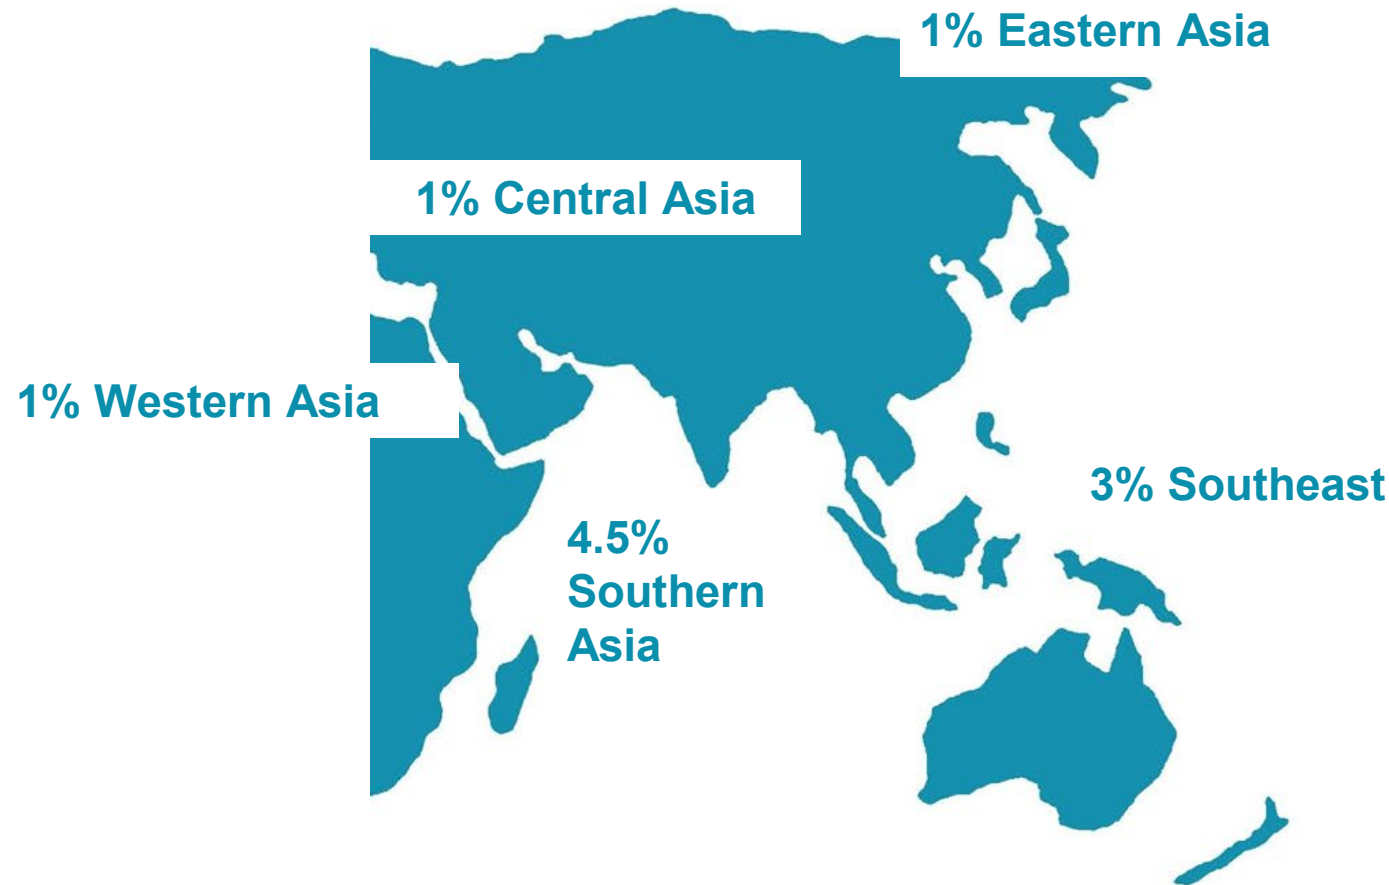 1% Eastern Asia
1% Central Asia
1% Western Asia
3% Southeast
4.5%
Southern
Asia